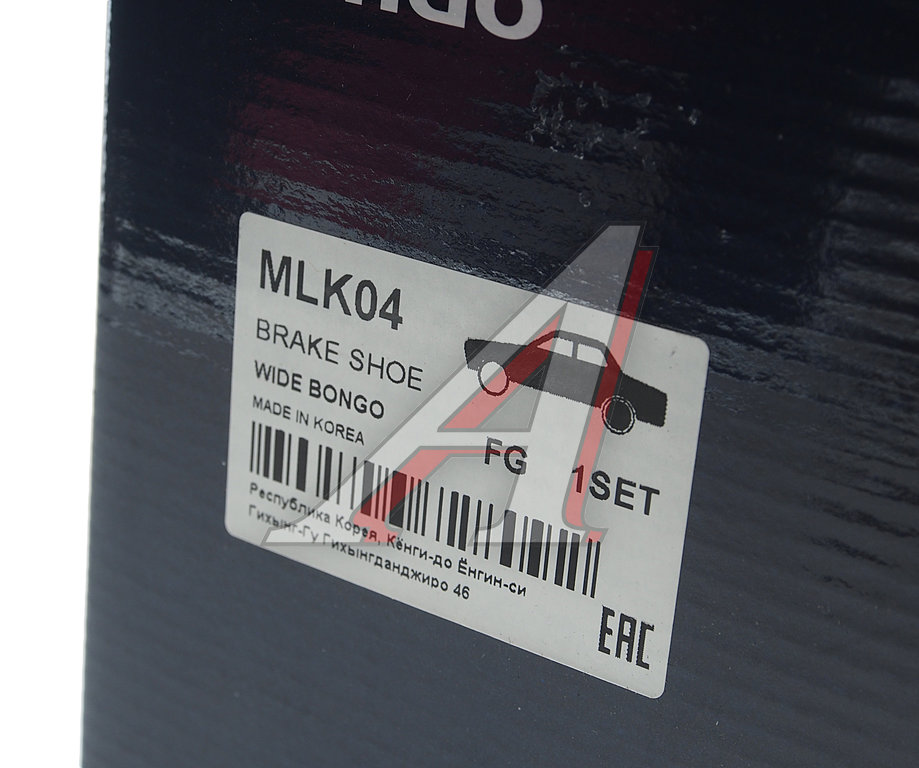 MLK04
BRAKE SHOE
WIDE BONGO
MADE IN KOREA
FG 1SET
Республика Корея, Кёнги-до Ёнгин-си
Гихынг-Гу Гихынгданджиро 46
EAC